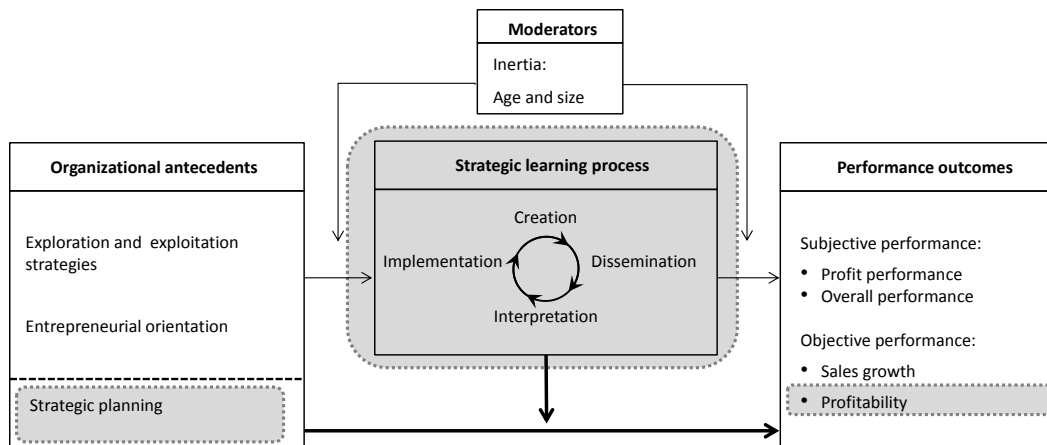 Moderators
Inertia:
Age and size
Organizational antecedents
Exploration and exploitation
strategies
Entrepreneurial orientation
Strategic planning
Strategic learning process
Creation
Implementation
Dissemination
Interpretation
Performance outcomes
Subjective performance:
• Profit performance
• Overall performance
Objective performance:
• Sales growth
• Profitability